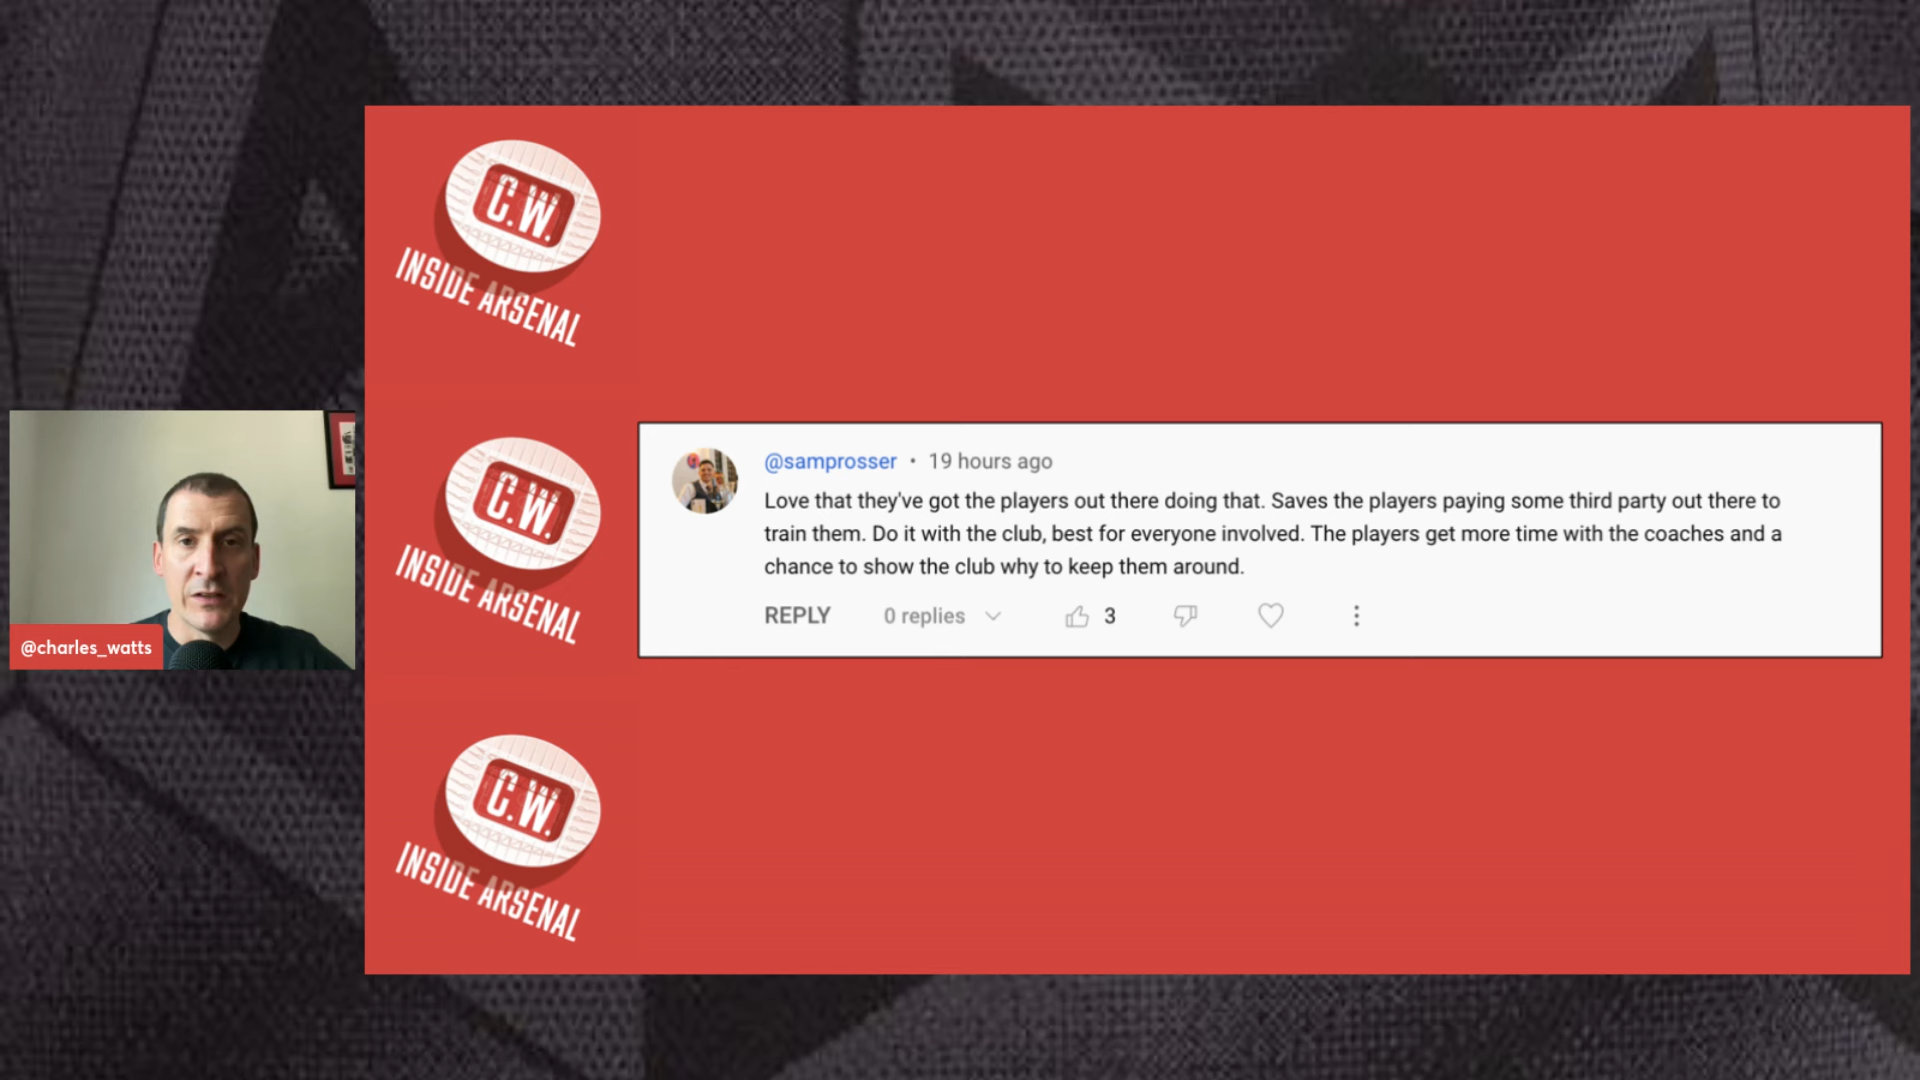 C.W.
INSIDE ARSENAL
@samprosser • 19 hours ago
Love that they've got the players out there doing that. Saves the players paying some third party out there to
train them. Do it with the club, best for everyone involved. The players get more time with the coaches and a
chance to show the club why to keep them around.
REPLY 0 replies 3
C.W.
INSIDE ARSENAL
@charles_watts
C.W.
INSIDE ARSENAL